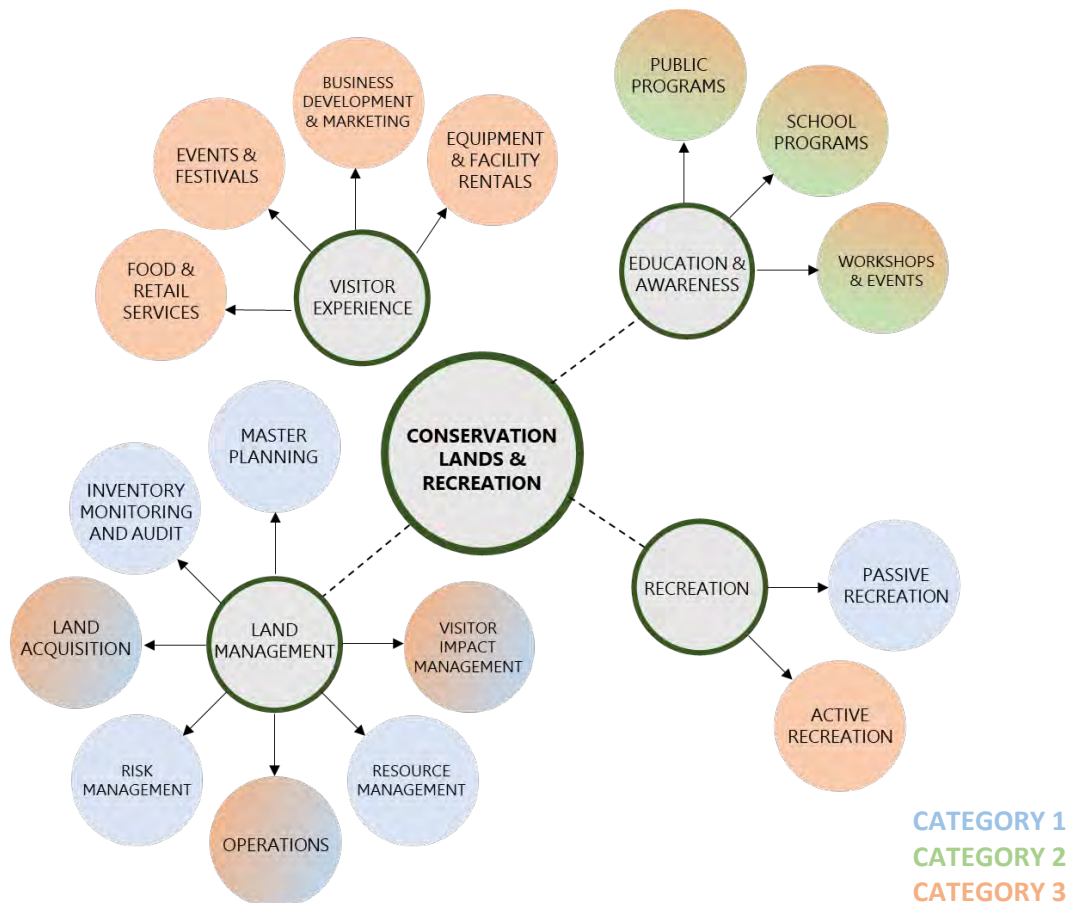 BUSINESS
DEVELOPMENT
& MARKETING
EVENTS &
FESTIVALS
EQUIPMENT
& FACILITY
RENTALS
FOOD &
RETAIL
SERVICES
VISITOR
EXPERIENCE
PUBLIC
PROGRAMS
SCHOOL
PROGRAMS
EDUCATION &
AWARENESS
WORKSHOPS
& EVENTS
CONSERVATION
LANDS &
RECREATION
MASTER
PLANNING
INVENTORY
MONITORING
AND AUDIT
LAND
ACQUISITION
LAND
MANAGEMENT
VISITOR
IMPACT
MANAGEMENT
RISK
MANAGEMENT
OPERATIONS
RESOURCE
MANAGEMENT
RECREATION
PASSIVE
RECREATION
ACTIVE
RECREATION
CATEGORY 1
CATEGORY 2
CATEGORY 3